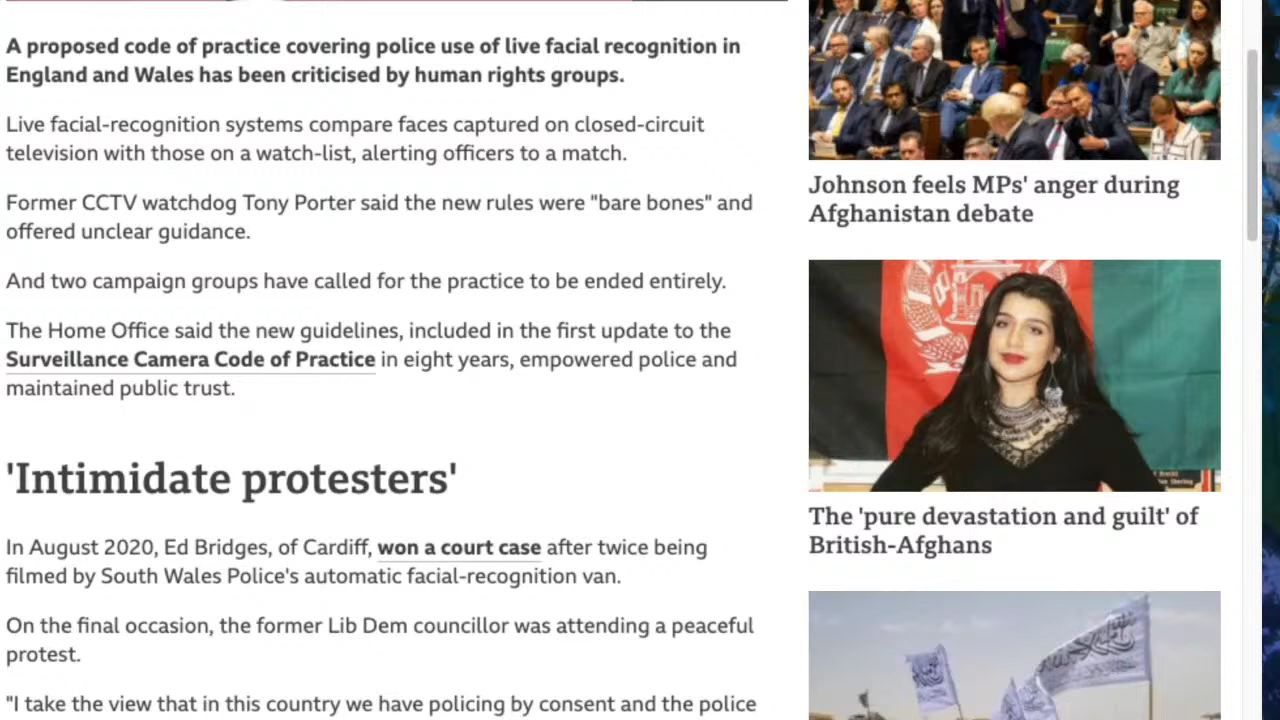 A proposed code of practice covering police use of live facial recognition in
England and Wales has been criticised by human rights groups.
Live facial-recognition systems compare faces captured on closed-circuit
television with those on a watch-list, alerting officers to a match.
Former CCTV watchdog Tony Porter said the new rules were "bare bones" and
offered unclear guidance.
And two campaign groups have called for the practice to be ended entirely.
The Home Office said the new guidelines, included in the first update to the
Surveillance Camera Code of Practice in eight years, empowered police and
maintained public trust.
'Intimidate protesters'
In August 2020, Ed Bridges, of Cardiff, won a court case after twice being
filmed by South Wales Police's automatic facial-recognition van.
On the final occasion, the former Lib Dem councillor was attending a peaceful
protest.
"I take the view that in this country we have policing by consent and the police
Johnson feels MPs' anger during
Afghanistan debate
The 'pure devastation and guilt' of
British-Afghans